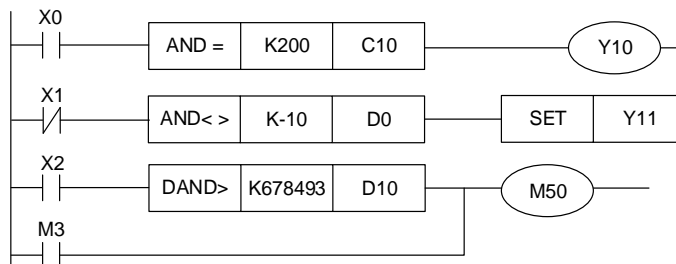 X0
AND = K200 C10 Y10
X1
AND< > K-10 D0 SET Y11
X2
DAND> K678493 D10 M50
M3